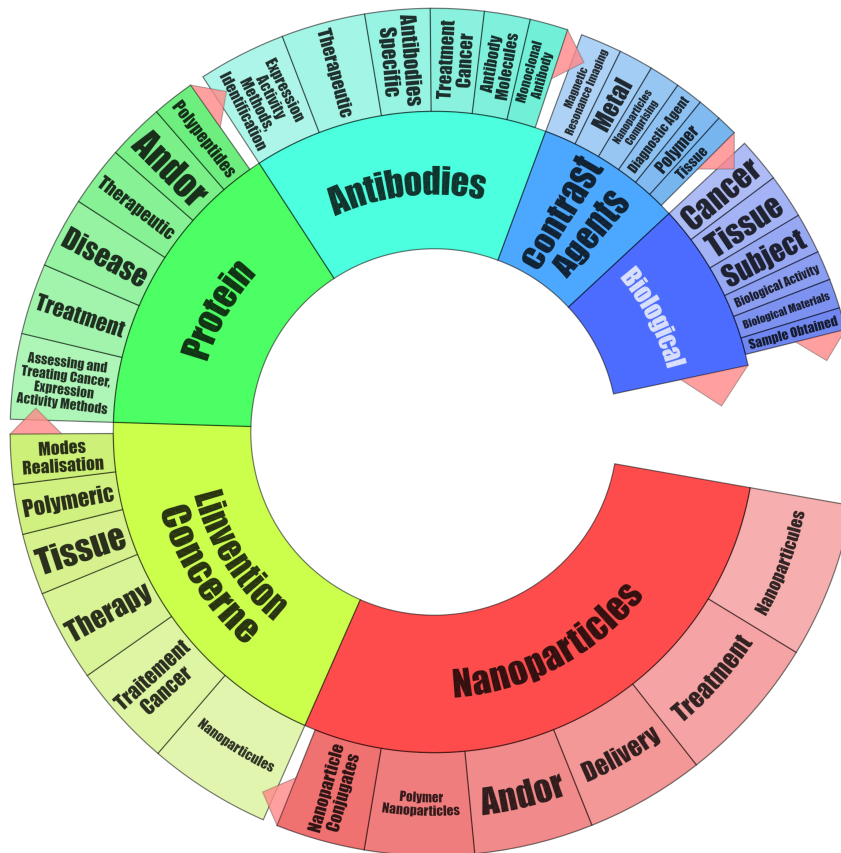 Nanoparticles
Nanoparticules
Treatment
Delivery
Andor
Polymer
Nanoparticles
Nanoparticle
Conjugates
Linvention
Concerne
Nanoparticules
Traitement
Cancer
Therapy
Tissue
Polymeric
Modes
Realisation
Protein
Assessing and
Treating Cancer,
Expression
Activity Methods
Treatment
Disease
Therapeutic
Andor
Polypeptides
Antibodies
Expression
Activity
Methods,
Identification
Therapeutic
Antibodies
Specific
Treatment
Cancer
Antibody
Molecules
Monoclonal
Antibody
Contrast
Agents
Magnetic
Resonance Imaging
Metal
Nanoparticles
Comprising
Diagnostic Agent
Polymer
Tissue
Biological
Cancer
Tissue
Subject
Biological Activity
Biological Materials
Sample Obtained